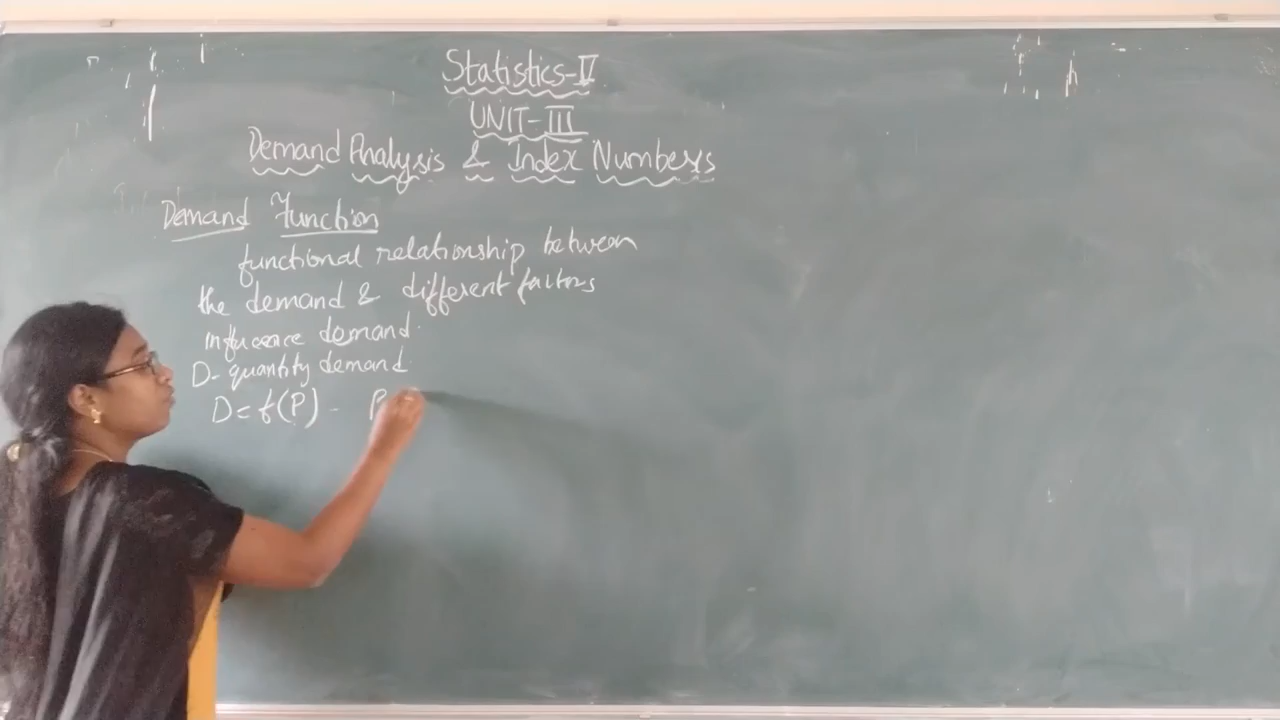 Statistics-II
UNIT-III
Demand Analysis & Index Numbers
Demand Function
functional relationship between
the demand & different factors
influence demand.
D- quantity demand.
D = f(P) - P